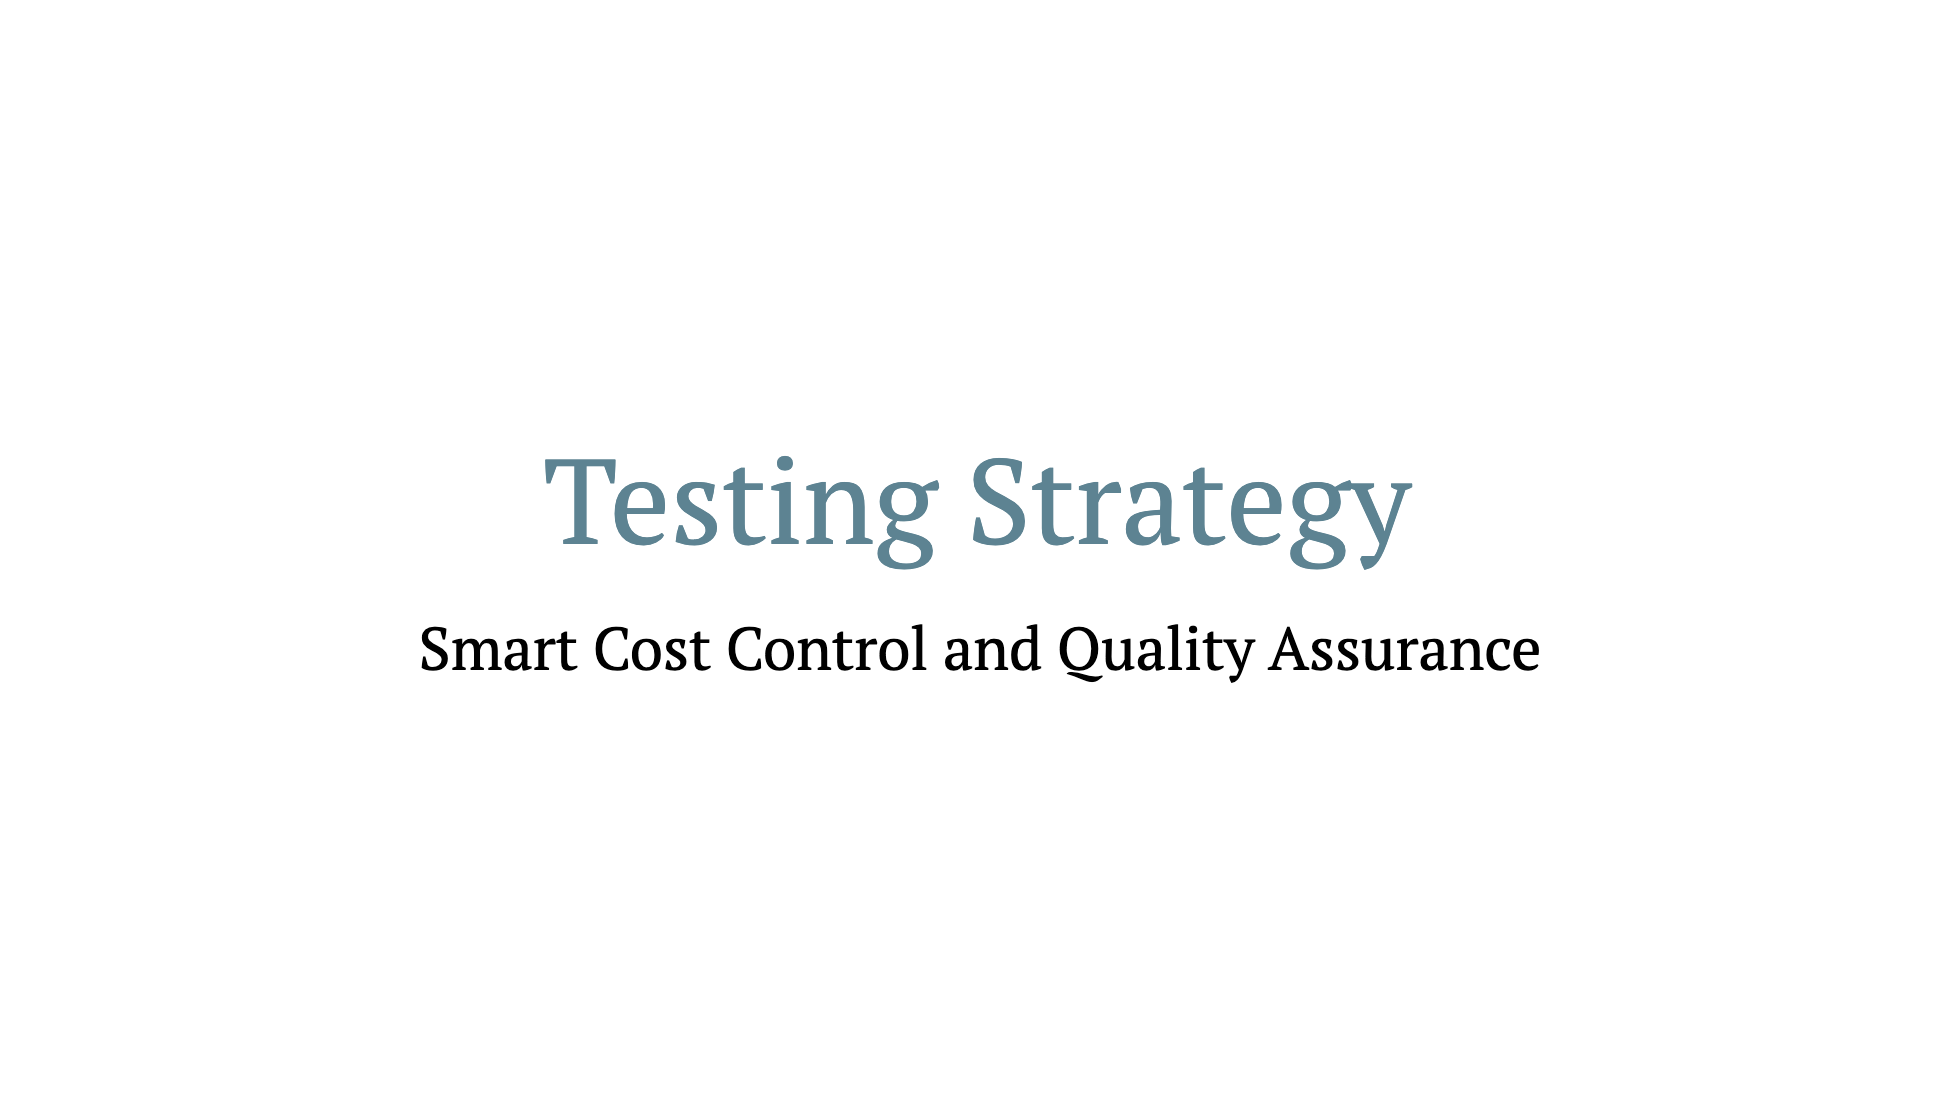 Testing Strategy
Smart Cost Control and Quality Assurance